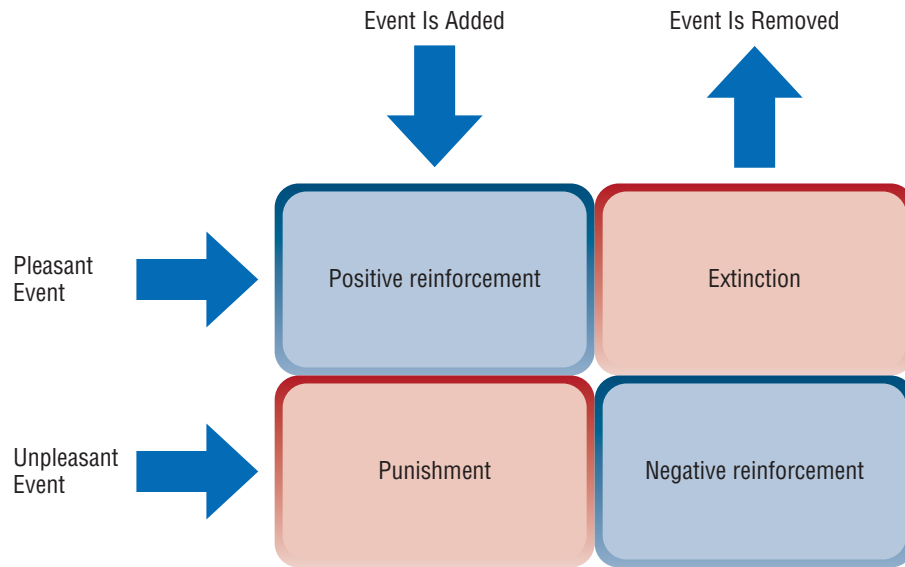 Event Is Added
Event Is Removed
Pleasant
Event
Positive reinforcement
Extinction
Unpleasant
Event
Punishment
Negative reinforcement